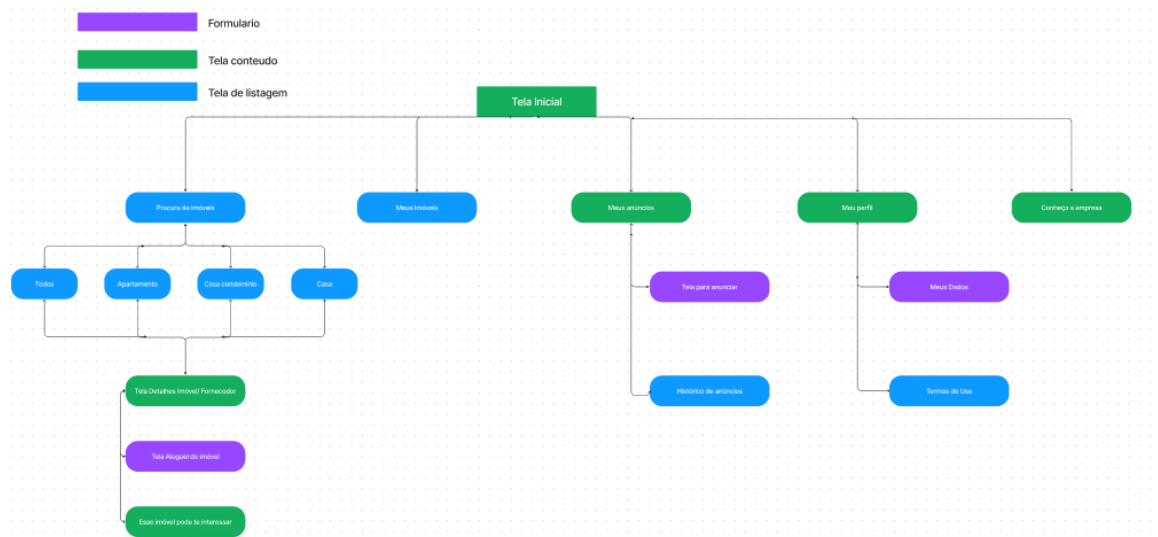 Formulario
Tela conteudo
Tela de listagem
Tela Inicial
Procura de Imóveis
Meus Imóveis
Meus anúncios
Meu perfil
Conheça a empresa
Todos
Apartamento
Casa condomínio
Casa
Tela para anunciar
Meus Dados
Tela Detalhes Imóvel/ Fornecedor
Histórico de anúncios
Termos de Uso
Tela Aluguel do imóvel
Esse imóvel pode te interessar